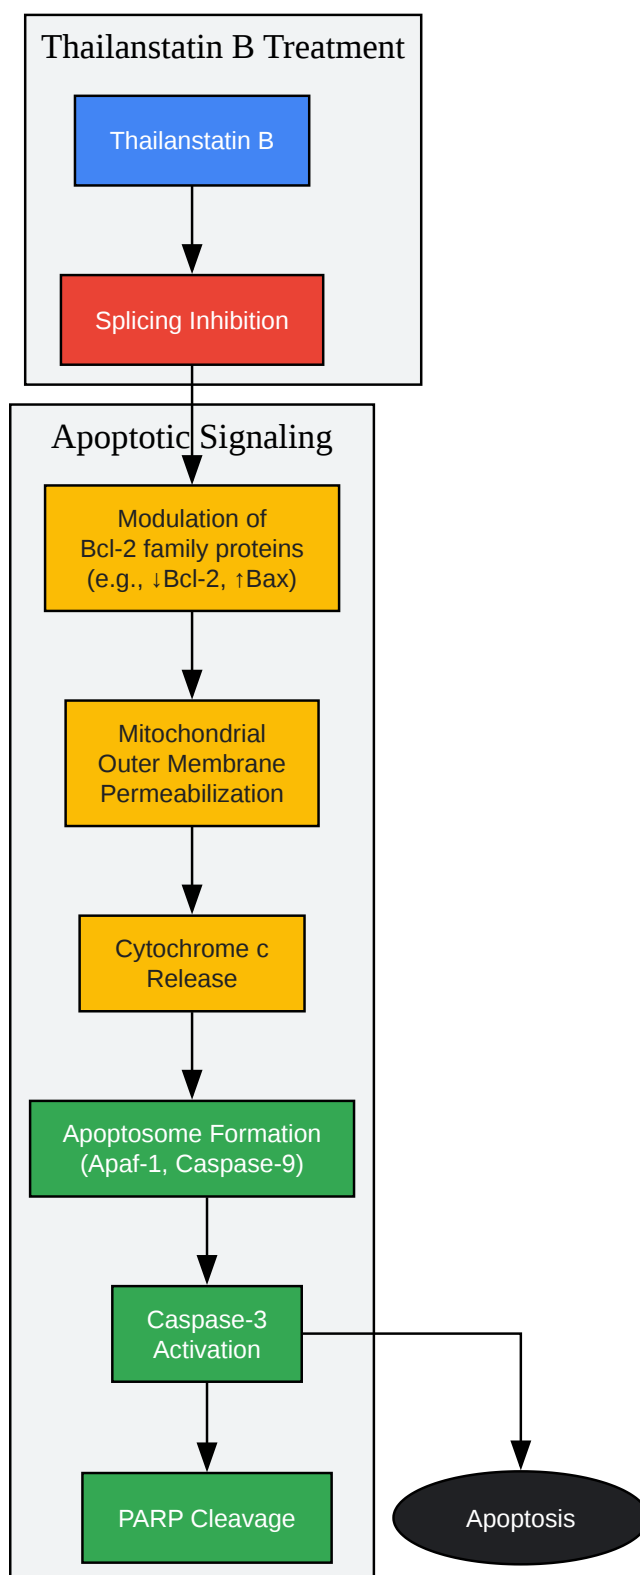 Thailanstatin B Treatment
Thailanstatin B
Splicing Inhibition
Apoptotic Signaling
Modulation of
Bcl-2 family proteins
(e.g., ↓Bcl-2, ↑Bax)
Mitochondrial
Outer Membrane
Permeabilization
Cytochrome c
Release
Apoptosome Formation
(Apaf-1, Caspase-9)
Caspase-3
Activation
PARP Cleavage
Apoptosis